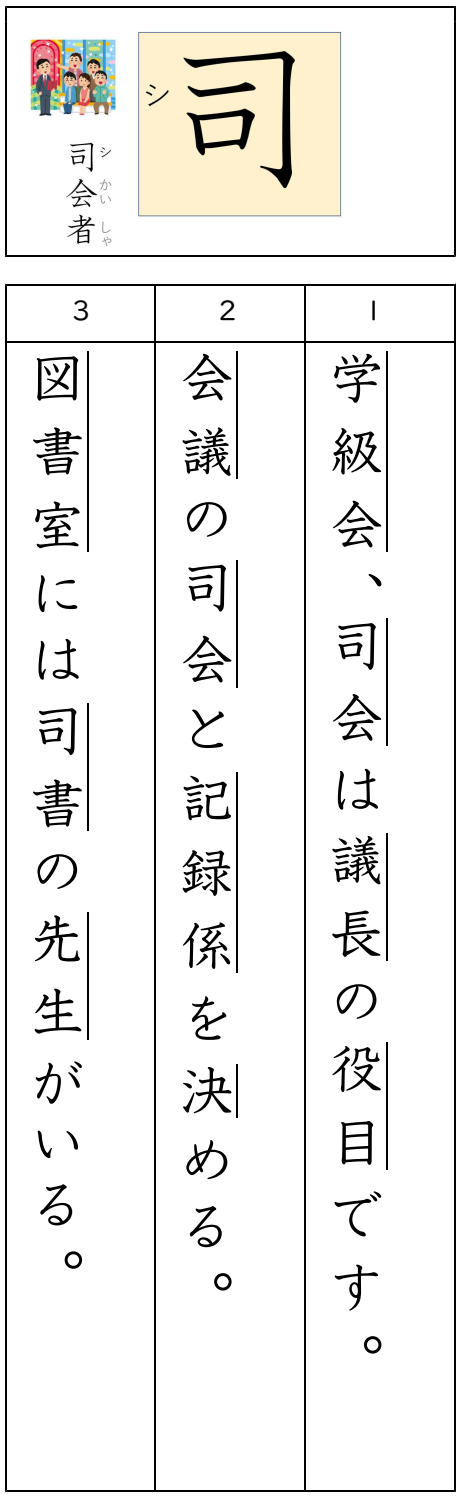 司
シ
司会者
シ かい しゃ
1
学級会、司会は議長の役目です。
2
会議の司会と記録係を決める。
3
図書室には司書の先生がいる。